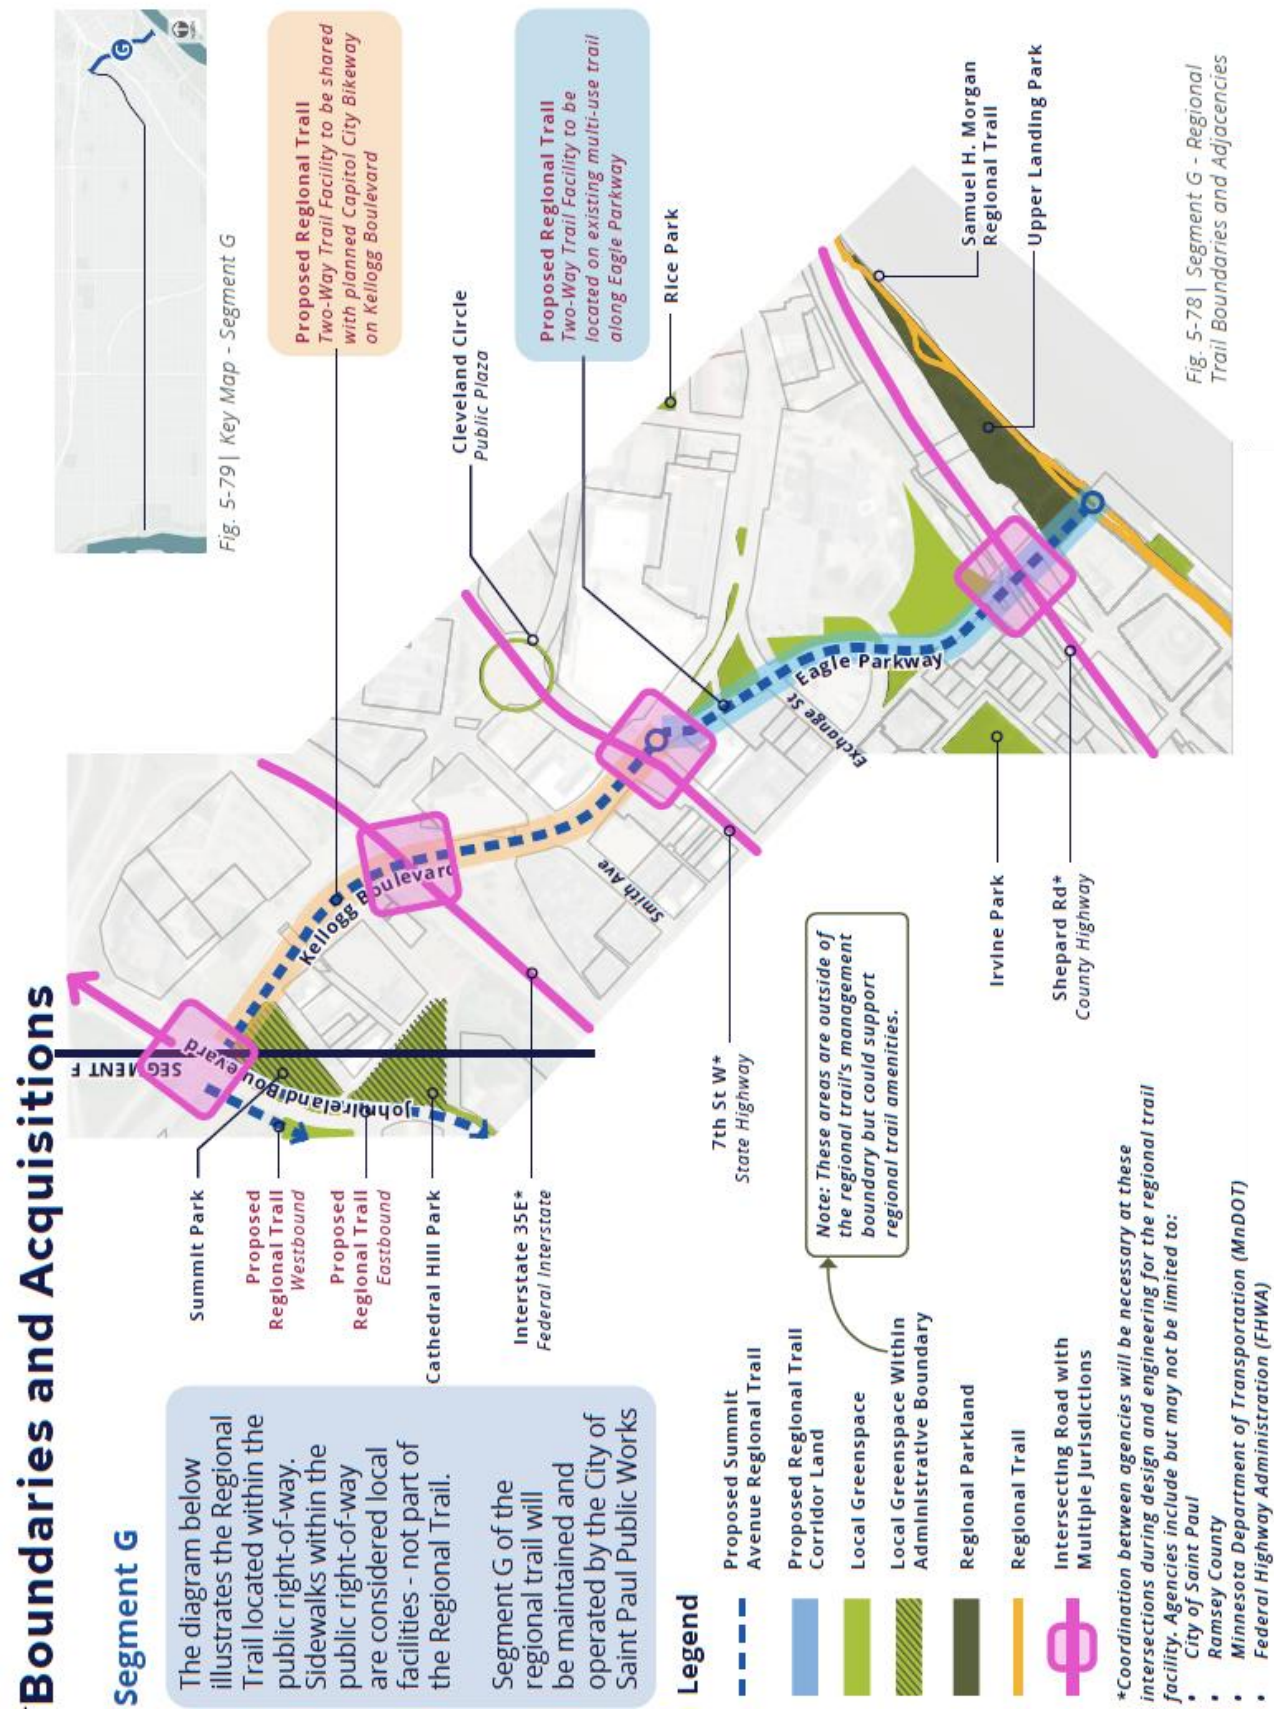 Boundaries and Acquisitions
Segment G
The diagram below
illustrates the Regional
Trail located within the
public right-of-way.
Sidewalks within the
public right-of-way
are considered local
facilities - not part of
the Regional Trail.
Segment G of the
regional trail will
be maintained and
operated by the City of
Saint Paul Public Works
Legend
Proposed Summit
Avenue Regional Trail
Proposed Regional Trail
Corridor Land
Local Greenspace
Local Greenspace Within
Administrative Boundary
Regional Parkland
Regional Trail
Intersecting Road with
Multiple Jurisdictions
*Coordination between agencies will be necessary at these
intersections during design and engineering for the regional trail
facility. Agencies include but may not be limited to:
• City of Saint Paul
• Ramsey County
• Minnesota Department of Transportation (MnDOT)
• Federal Highway Administration (FHWA)
Note: These areas are outside of
the regional trail's management
boundary but could support
regional trail amenities.
Summit Park
Proposed
Regional Trail
Westbound
Proposed
Regional Trail
Eastbound
Cathedral Hill Park
Interstate 35E*
Federal Interstate
7th St W*
State Highway
Irvine Park
Shepard Rd*
County Highway
SEGMENT F
John Ireland Boulevard
Kellogg Boulevard
Smith Ave
Exchange St
Eagle Parkway
Cleveland Circle
Public Plaza
Rice Park
Samuel H. Morgan
Regional Trail
Upper Landing Park
Proposed Regional Trail
Two-Way Trail Facility to be shared
with planned Capitol City Bikeway
on Kellogg Boulevard
Proposed Regional Trail
Two-Way Trail Facility to be
located on existing multi-use trail
along Eagle Parkway
G
Fig. 5-79 | Key Map - Segment G
Fig. 5-78 | Segment G - Regional
Trail Boundaries and Adjacencies